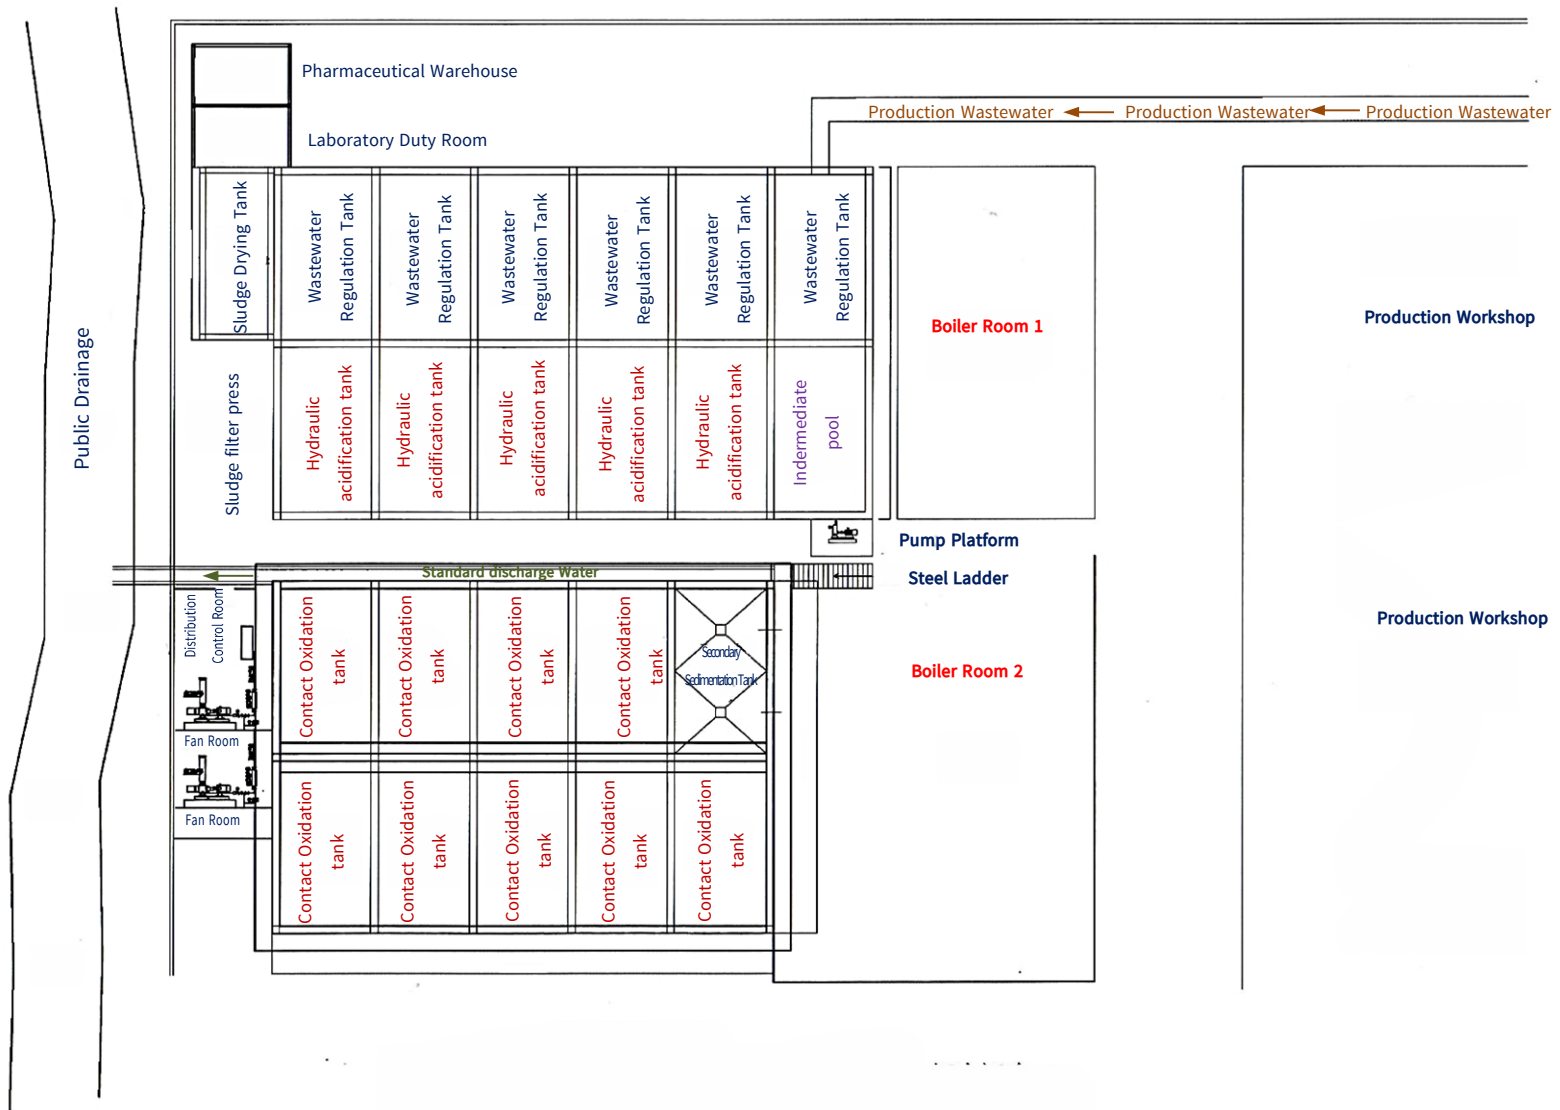 Pharmaceutical Warehouse
Production Wastewater
Production Wastewater
Production Wastewater
Laboratory Duty Room
Public Drainage
Sludge Drying Tank
Wastewater
Regulation Tank
Wastewater
Regulation Tank
Wastewater
Regulation Tank
Wastewater
Regulation Tank
Wastewater
Regulation Tank
Wastewater
Regulation Tank
Boiler Room 1
Production Workshop
Sludge filter press
Hydraulic
acidification tank
Hydraulic
acidification tank
Hydraulic
acidification tank
Hydraulic
acidification tank
Hydraulic
acidification tank
Indermediate
pool
Pump Platform
Standard discharge Water
Steel Ladder
Distribution
Control Room
Contact Oxidation
tank
Contact Oxidation
tank
Contact Oxidation
tank
Contact Oxidation
tank
Secondary
Sedimentation Tank
Boiler Room 2
Production Workshop
Fan Room
Fan Room
Contact Oxidation
tank
Contact Oxidation
tank
Contact Oxidation
tank
Contact Oxidation
tank
Contact Oxidation
tank